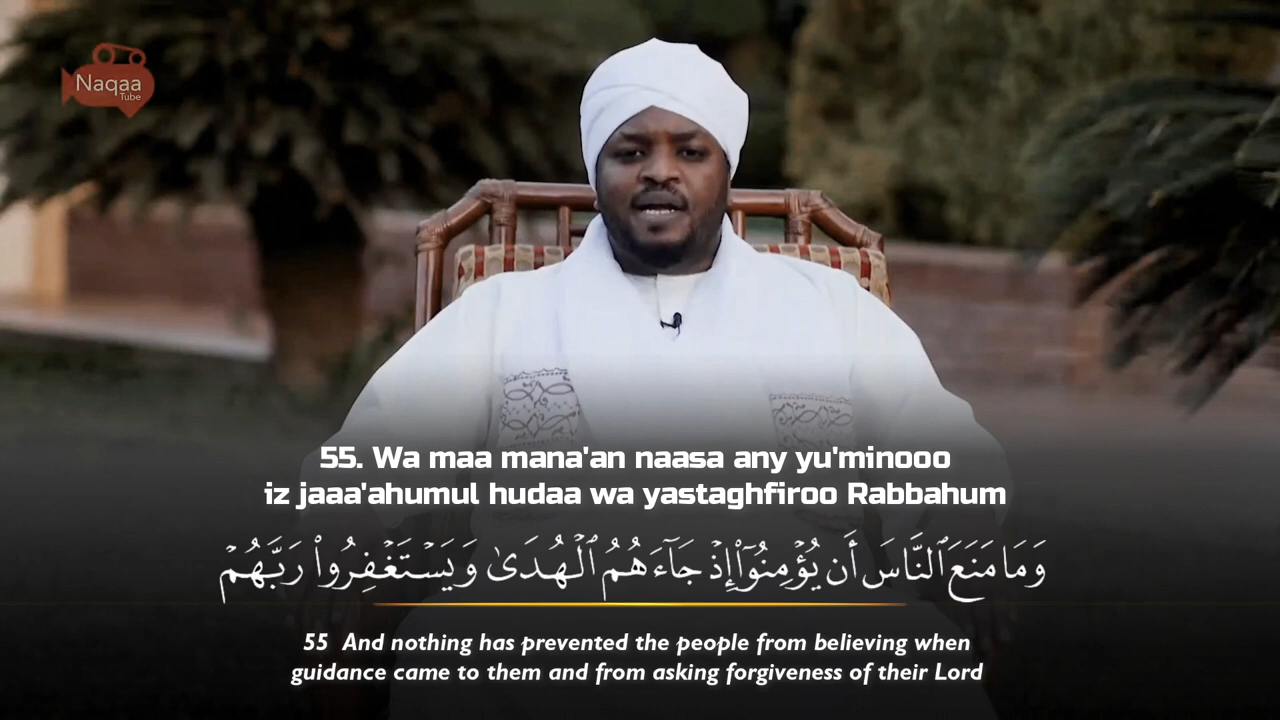 Naqaa
Tube
55. Wa maa mana'an naasa any yu'minooo
iz jaaa'ahumul hudaa wa yastaghfiroo Rabbahum
وَمَا مَنَعَ ٱلنَّاسَ أَن يُؤْمِنُوٓا۟ إِذْ جَآءَهُمُ ٱلْهُدَىٰ وَيَسْتَغْفِرُوا۟ رَبَّهُمْ
55 And nothing has prevented the people from believing when
guidance came to them and from asking forgiveness of their Lord